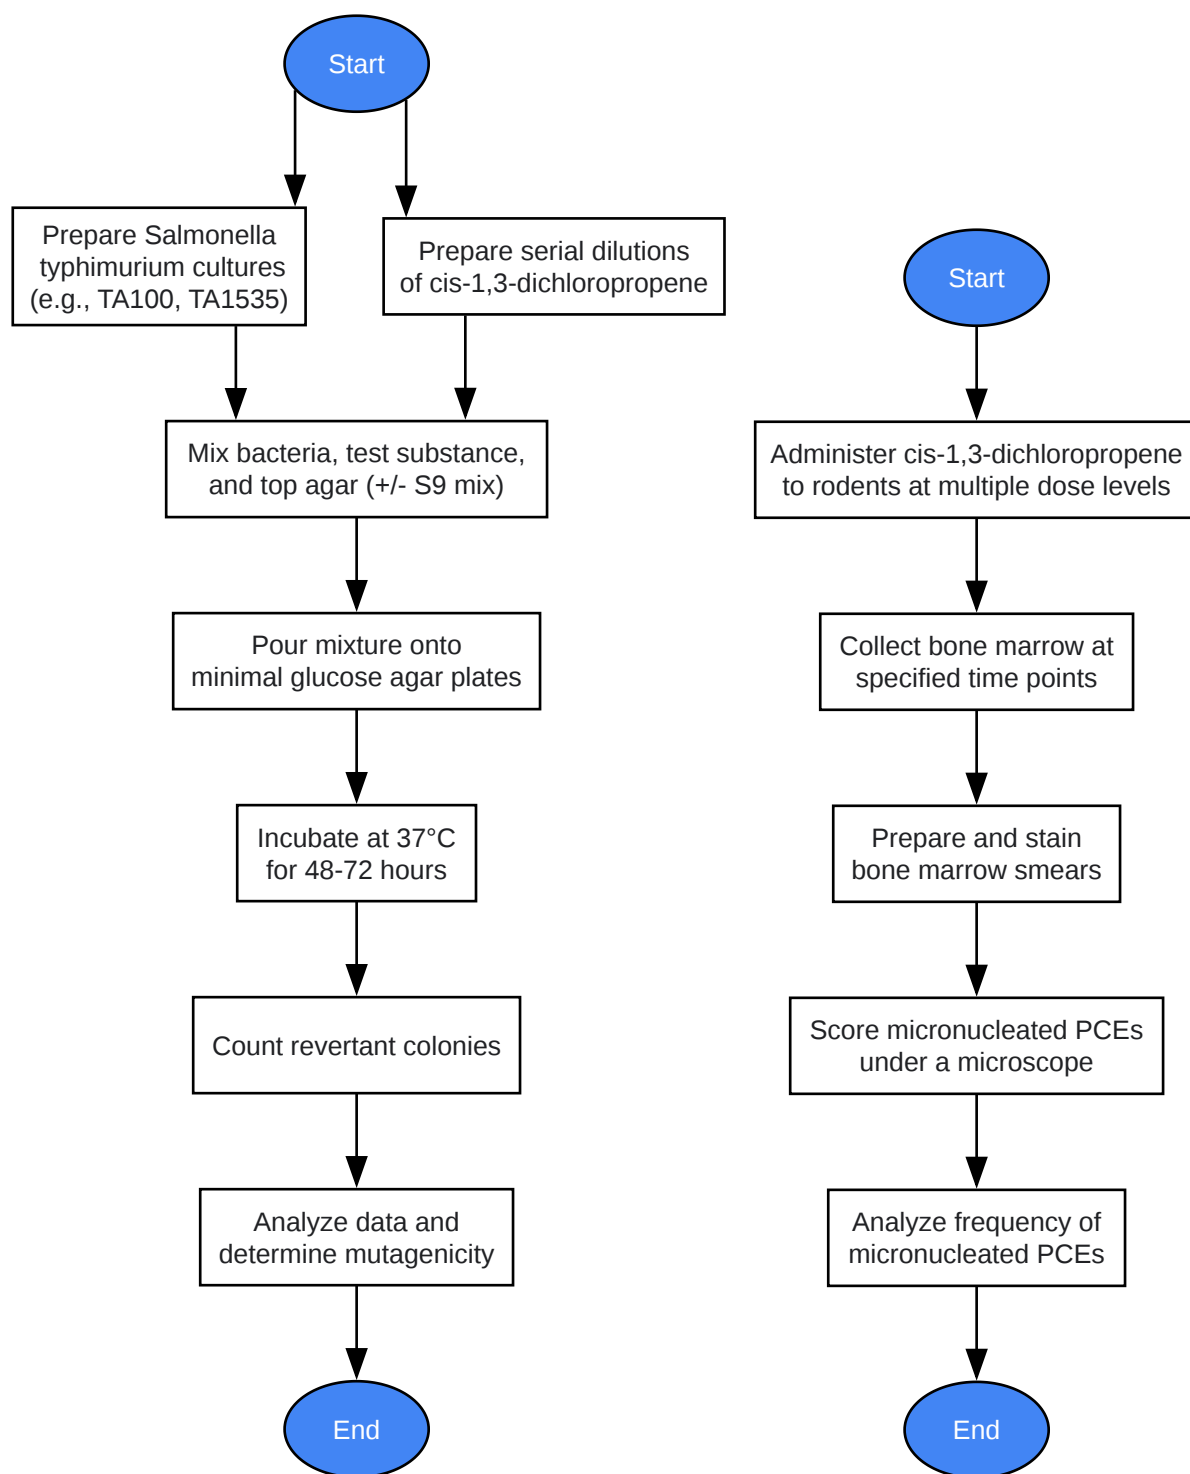 Start
Prepare Salmonella
typhimurium cultures
(e.g., TA100, TA1535)
Prepare serial dilutions
of cis-1,3-dichloropropene
Mix bacteria, test substance,
and top agar (+/- S9 mix)
Pour mixture onto
minimal glucose agar plates
Incubate at 37°C
for 48-72 hours
Count revertant colonies
Analyze data and
determine mutagenicity
End
Start
Administer cis-1,3-dichloropropene
to rodents at multiple dose levels
Collect bone marrow at
specified time points
Prepare and stain
bone marrow smears
Score micronucleated PCEs
under a microscope
Analyze frequency of
micronucleated PCEs
End